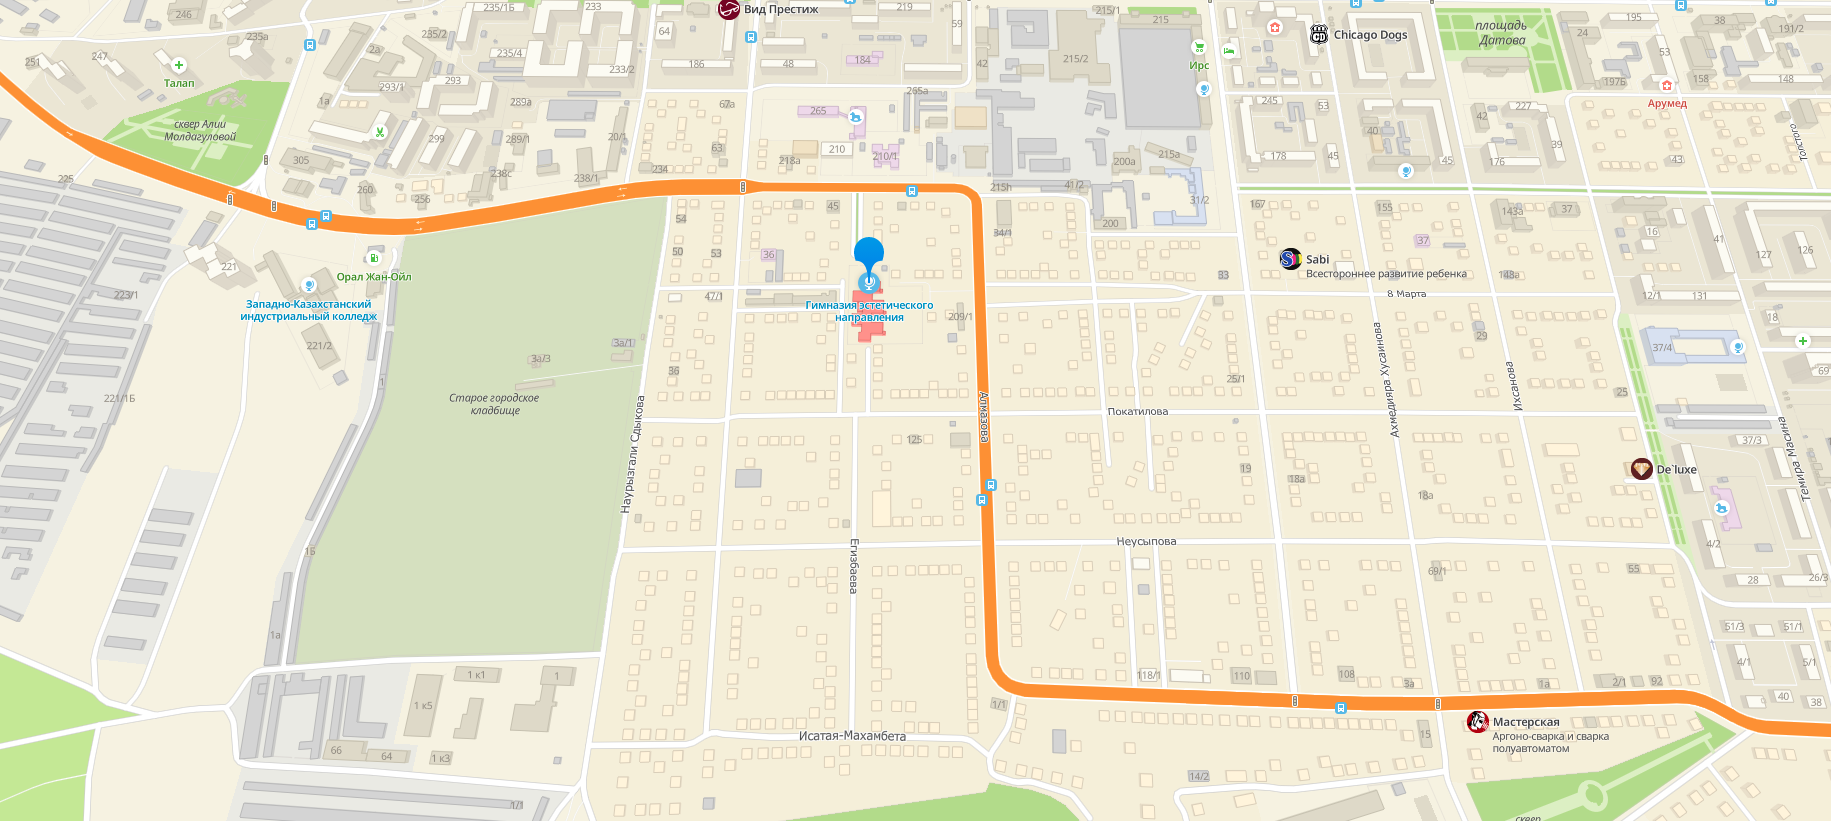 235/1Б
233
Вид Престиж
219
59
215/1
215
Chicago Dogs
площадь
Датова
195
38
191/2
246
235а
235/2
64
2а
235/4
233/2
186
48
184
42
215/2
Ирс
24
53
197Б
158
148
251
247
Талап
293
293/1
1а
289а
67а
265
265а
245
53
227
42
Арумед
сквер Алии
Молдагуловой
299
289/1
20/1
63
210
210/1
218а
200а
215а
178
40
45
45
176
39
43
Толстого
305
225
260
256
238с
238/1
234
215h
41/2
31/2
200
167
155
143а
37
54
45
34/1
50
53
36
37
41
127
126
221
223/1
Орал Жан-Ойл
Sabi
Всестороннее развитие ребенка
33
148а
8 Марта
12/1
131
Западно-Казахстанский
индустриальный колледж
47/1
Гимназия эстетического
направления
209/1
18
221/2
3а/3
3а/1
29
37/4
69
Ахмедияра Хусаинова
Ихсанова
36
25/1
25
221/1Б
1
Старое городское
кладбище
Наурызгали Сдыкова
Алмазова
Покатилова
125
37/3
Темира Масина
19
18а
18а
De`luxe
1Б
Егизбаева
Неусыпова
4/2
69/1
55
28
26/3
1а
51/3
51/1
4/1
5/1
1 к1
1
118/1
110
108
3а
1а
2/1
92
40
38
1 к5
1/1
Мастерская
Аргоно-сварка и сварка
полуавтоматом
15
Исатая-Махамбета
66
64
1 к3
14/2
1/1
сквер